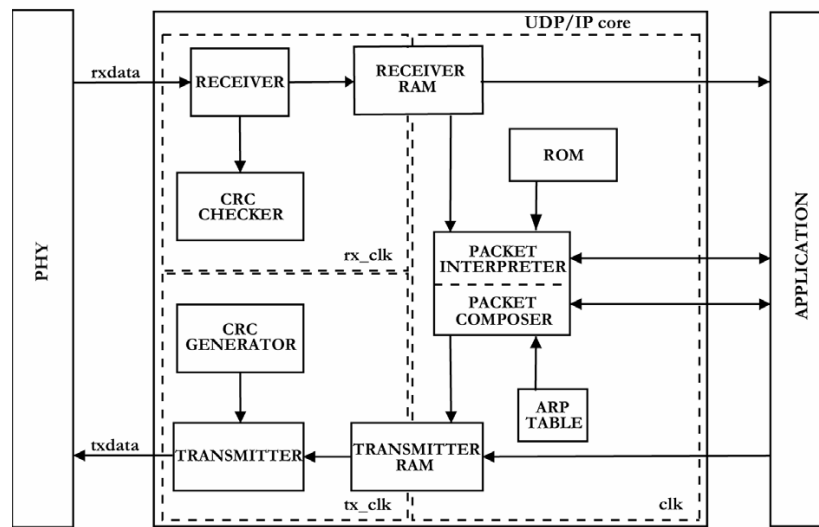 UDP/IP core
rxdata
RECEIVER
RECEIVER
RAM
ROM
CRC
CHECKER
PHY
rx_clk
PACKET
INTERPRETER
PACKET
COMPOSER
APPLICATION
CRC
GENERATOR
ARP
TABLE
txdata
TRANSMITTER
TRANSMITTER
RAM
tx_clk
clk